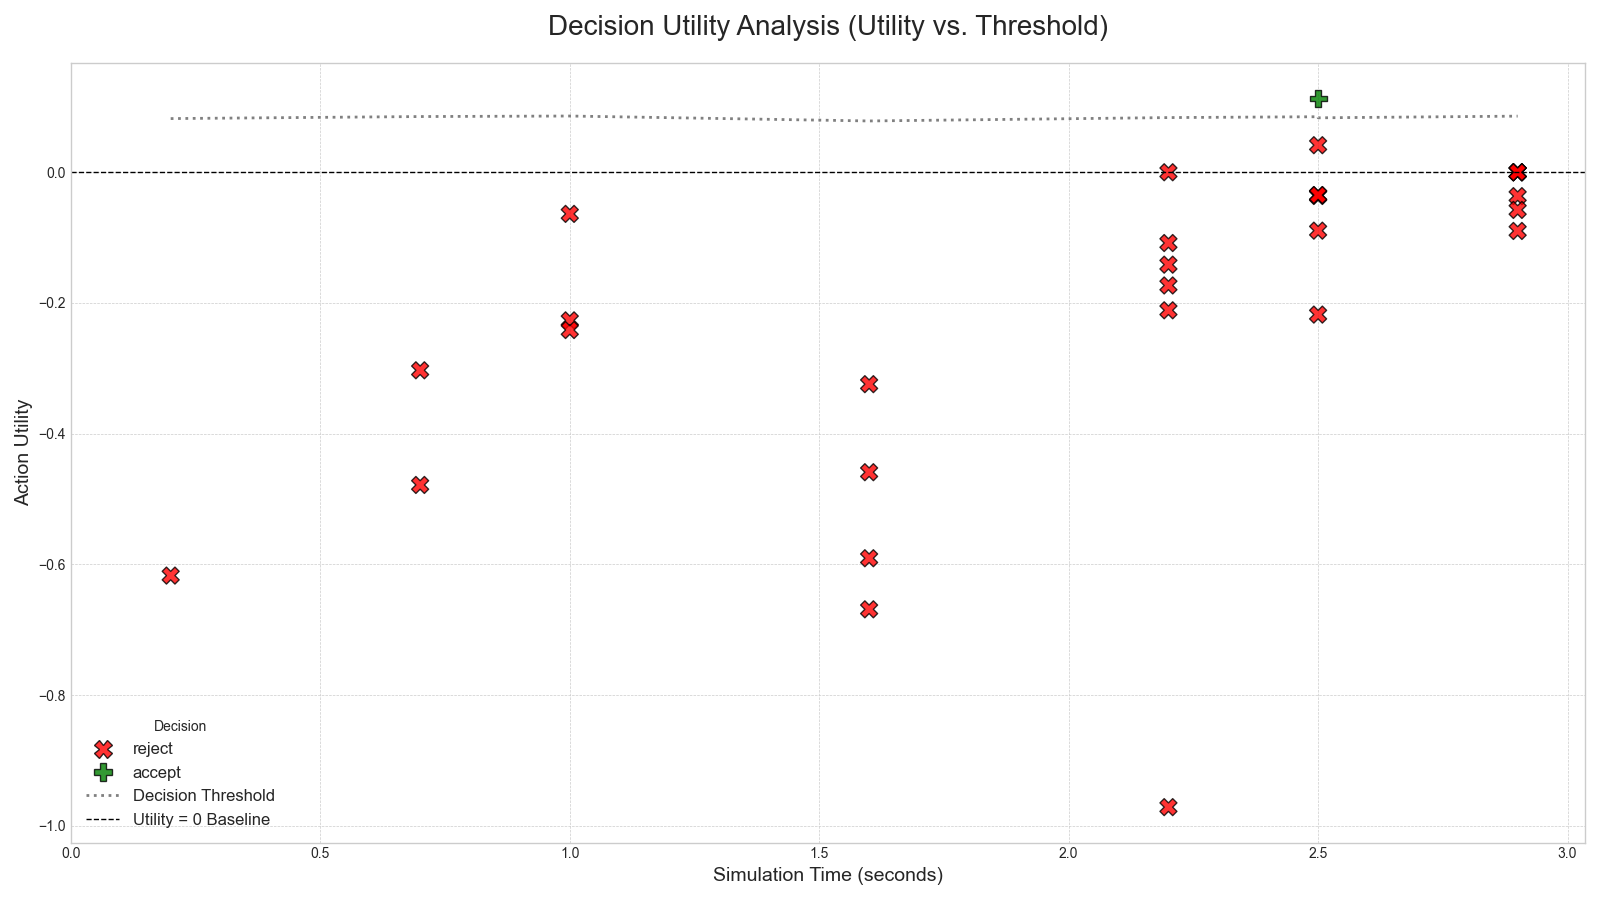 Decision Utility Analysis (Utility vs. Threshold)
Action Utility
0.0
−0.2
−0.4
−0.6
−0.8
−1.0
Decision
reject
accept
Decision Threshold
Utility = 0 Baseline
0.0 0.5 1.0 1.5 2.0 2.5 3.0
Simulation Time (seconds)